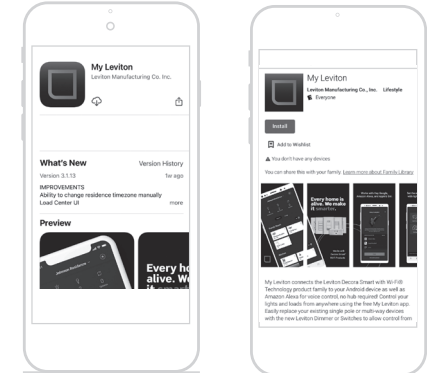 My Leviton
Leviton Manufacturing Co. Inc.
What's New
Version History
Version 3.1.13
1w ago
IMPROVEMENTS
Ability to change residence timezone manually
Load Center UI
more
Preview
Every ho
alive. We
it smarte
My Leviton
Leviton Manufacturing Co., Inc. Lifestyle
Everyone
Install
Add to Wishlist
You don't have any devices
You can share this with your family. Learn more about Family Library
Every home is
alive. We make
it smarter.
My Leviton connects the Leviton Decora Smart with Wi-Fi®
Technology product family to your Android device as well as
Amazon Alexa for voice control, no hub required! Control your
lights and loads from anywhere using the free My Leviton app
Easily replace your existing single pole or multi-way devices
with the new Leviton Dimmer or Switches to allow control from